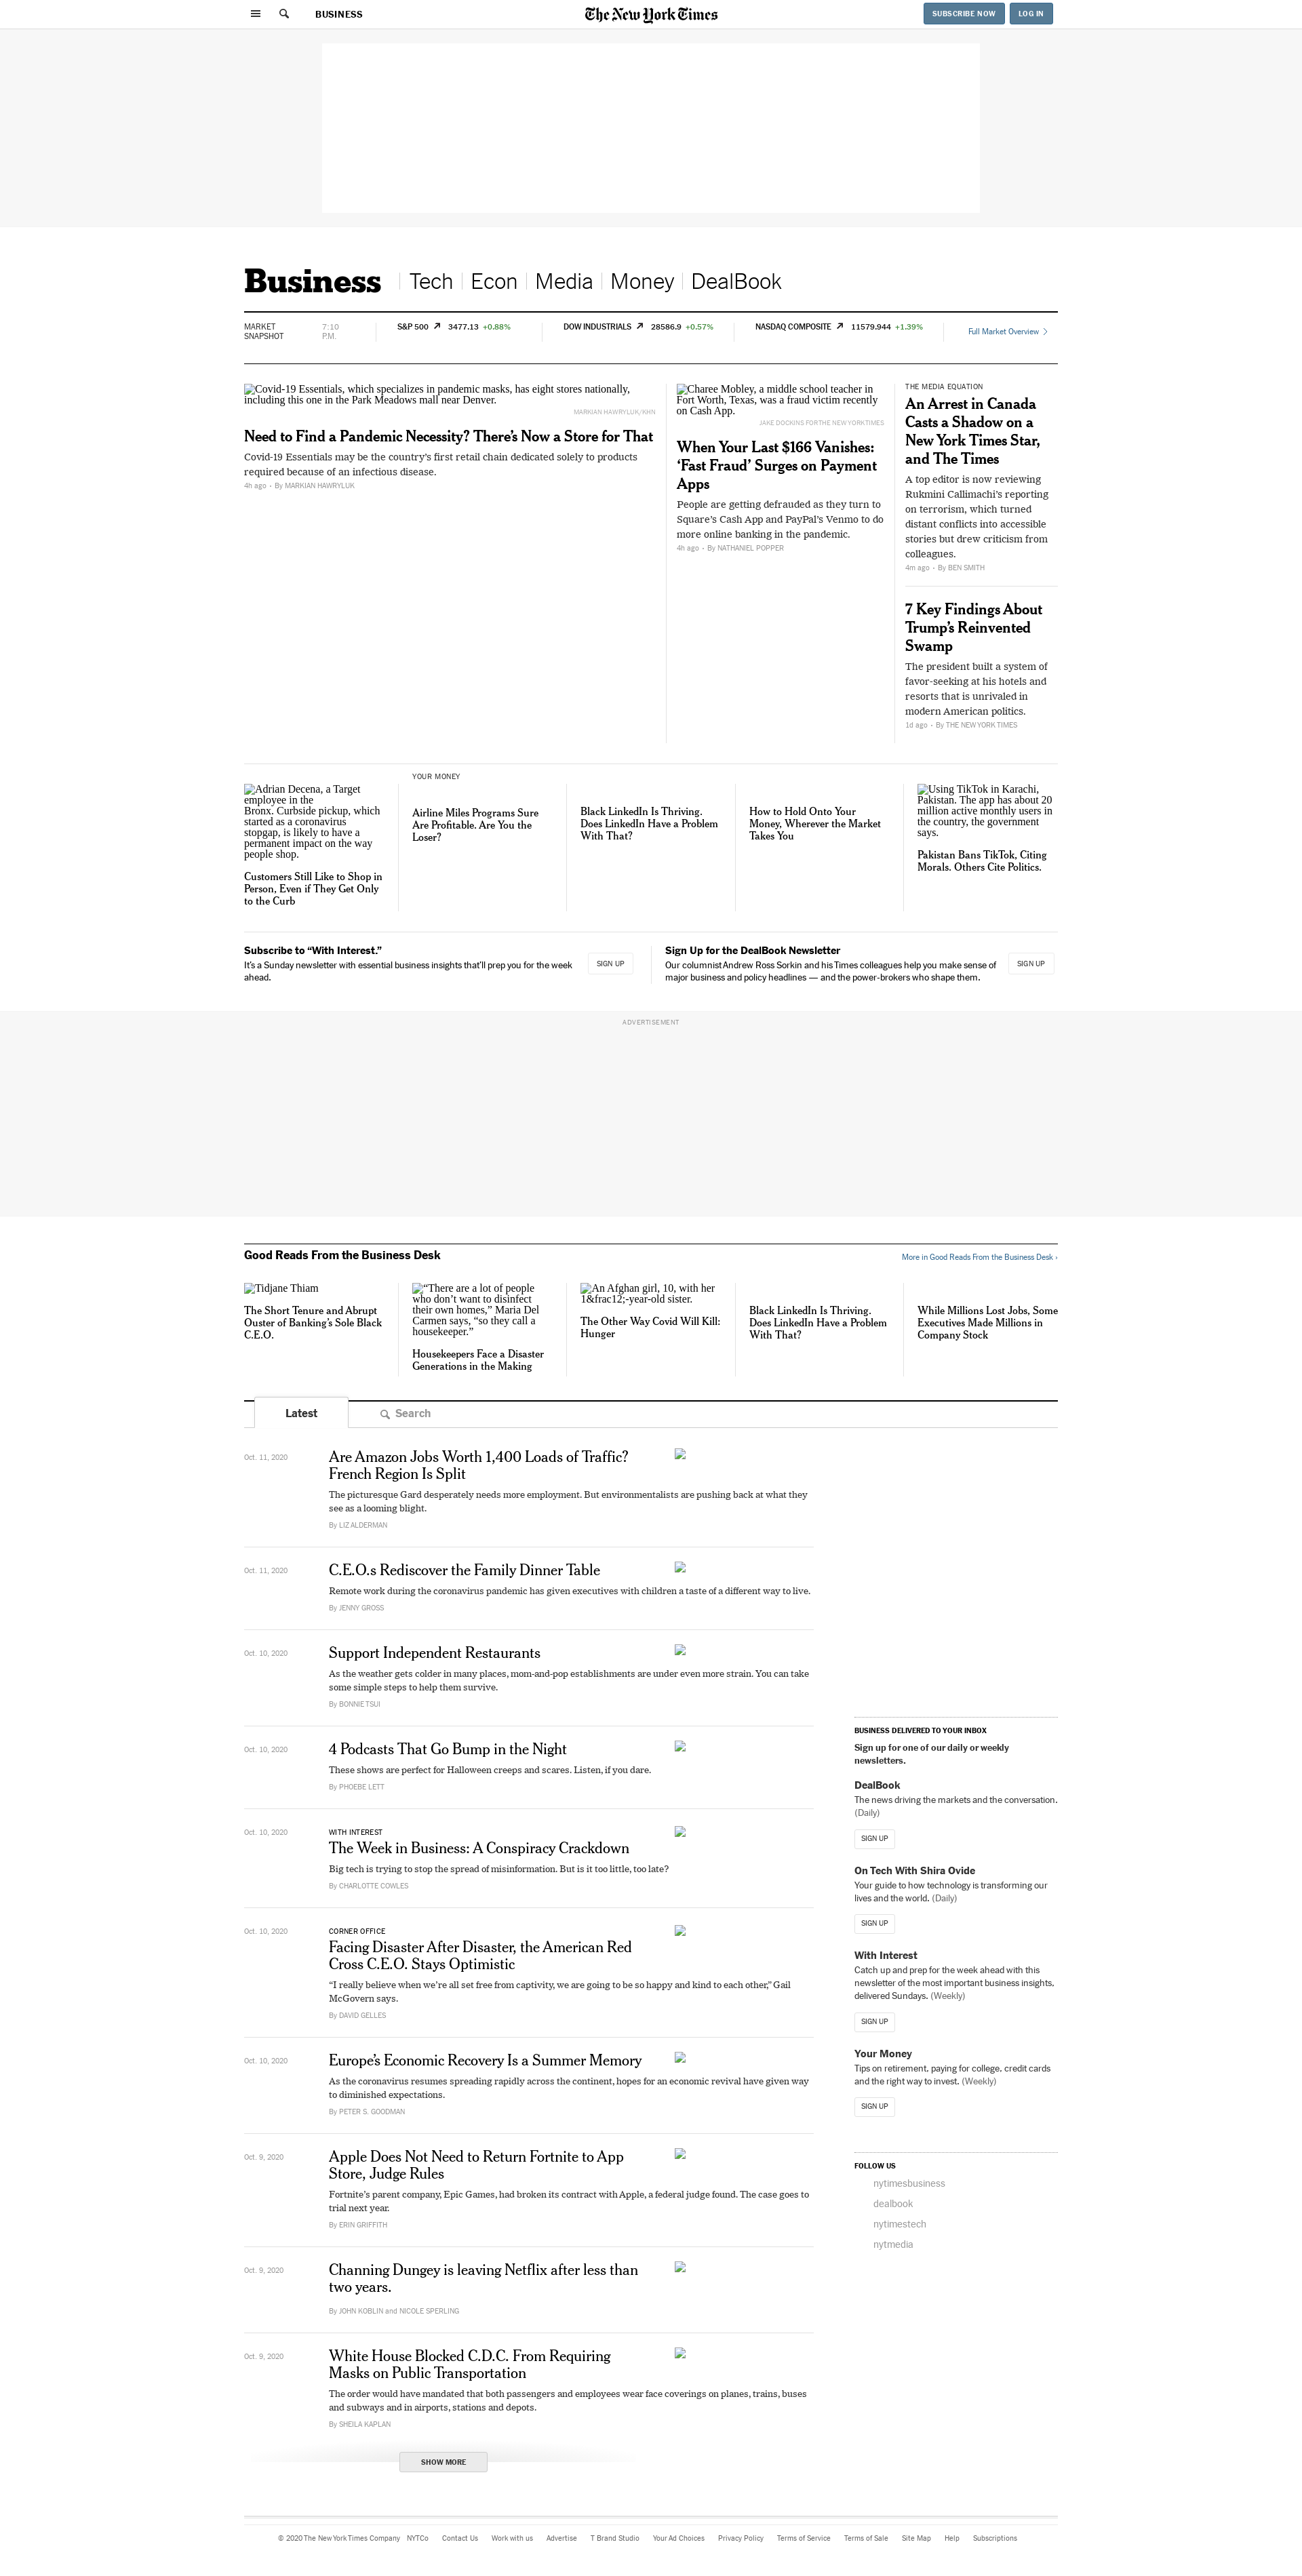 BUSINESS
The New York Times
SUBSCRIBE NOW
LOG IN
Business
Tech
Econ
Media
Money
DealBook
MARKET
SNAPSHOT
7:10
P.M.
S&P 500 3477.13 +0.88%
DOW INDUSTRIALS 28586.9 +0.57%
NASDAQ COMPOSITE 11579.944 +1.39%
Full Market Overview
Covid-19 Essentials, which specializes in pandemic masks, has eight stores nationally,
including this one in the Park Meadows mall near Denver.
MARKIAN HAWRYLUK/KHN
Need to Find a Pandemic Necessity? There’s Now a Store for That
Covid-19 Essentials may be the country’s first retail chain dedicated solely to products
required because of an infectious disease.
4h ago • By MARKIAN HAWRYLUK
Charee Mobley, a middle school teacher in
Fort Worth, Texas, was a fraud victim recently
on Cash App.
JAKE DOCKINS FOR THE NEW YORK TIMES
When Your Last $166 Vanishes:
‘Fast Fraud’ Surges on Payment
Apps
People are getting defrauded as they turn to
Square’s Cash App and PayPal’s Venmo to do
more online banking in the pandemic.
4h ago • By NATHANIEL POPPER
THE MEDIA EQUATION
An Arrest in Canada
Casts a Shadow on a
New York Times Star,
and The Times
A top editor is now reviewing
Rukmini Callimachi’s reporting
on terrorism, which turned
distant conflicts into accessible
stories but drew criticism from
colleagues.
4m ago • By BEN SMITH
7 Key Findings About
Trump’s Reinvented
Swamp
The president built a system of
favor-seeking at his hotels and
resorts that is unrivaled in
modern American politics.
1d ago • By THE NEW YORK TIMES
Adrian Decena, a Target
employee in the
Bronx. Curbside pickup, which
started as a coronavirus
stopgap, is likely to have a
permanent impact on the way
people shop.
Customers Still Like to Shop in
Person, Even if They Get Only
to the Curb
YOUR MONEY
Airline Miles Programs Sure
Are Profitable. Are You the
Loser?
Black LinkedIn Is Thriving.
Does LinkedIn Have a Problem
With That?
How to Hold Onto Your
Money, Wherever the Market
Takes You
Using TikTok in Karachi,
Pakistan. The app has about 20
million active monthly users in
the country, the government
says.
Pakistan Bans TikTok, Citing
Morals. Others Cite Politics.
Subscribe to “With Interest.”
It’s a Sunday newsletter with essential business insights that’ll prep you for the week
ahead.
SIGN UP
Sign Up for the DealBook Newsletter
Our columnist Andrew Ross Sorkin and his Times colleagues help you make sense of
major business and policy headlines — and the power-brokers who shape them.
SIGN UP
ADVERTISEMENT
Good Reads From the Business Desk
More in Good Reads From the Business Desk ›
Tidjane Thiam
The Short Tenure and Abrupt
Ouster of Banking’s Sole Black
C.E.O.
“There are a lot of people
who don’t want to disinfect
their own homes,” Maria Del
Carmen says, “so they call a
housekeeper.”
Housekeepers Face a Disaster
Generations in the Making
An Afghan girl, 10, with her
1&frac12;-year-old sister.
The Other Way Covid Will Kill:
Hunger
Black LinkedIn Is Thriving.
Does LinkedIn Have a Problem
With That?
While Millions Lost Jobs, Some
Executives Made Millions in
Company Stock
Latest
Search
Oct. 11, 2020
Are Amazon Jobs Worth 1,400 Loads of Traffic?
French Region Is Split
The picturesque Gard desperately needs more employment. But environmentalists are pushing back at what they
see as a looming blight.
By LIZ ALDERMAN
Oct. 11, 2020
C.E.O.s Rediscover the Family Dinner Table
Remote work during the coronavirus pandemic has given executives with children a taste of a different way to live.
By JENNY GROSS
Oct. 10, 2020
Support Independent Restaurants
As the weather gets colder in many places, mom-and-pop establishments are under even more strain. You can take
some simple steps to help them survive.
By BONNIE TSUI
Oct. 10, 2020
4 Podcasts That Go Bump in the Night
These shows are perfect for Halloween creeps and scares. Listen, if you dare.
By PHOEBE LETT
Oct. 10, 2020
WITH INTEREST
The Week in Business: A Conspiracy Crackdown
Big tech is trying to stop the spread of misinformation. But is it too little, too late?
By CHARLOTTE COWLES
Oct. 10, 2020
CORNER OFFICE
Facing Disaster After Disaster, the American Red
Cross C.E.O. Stays Optimistic
“I really believe when we’re all set free from captivity, we are going to be so happy and kind to each other,” Gail
McGovern says.
By DAVID GELLES
Oct. 10, 2020
Europe’s Economic Recovery Is a Summer Memory
As the coronavirus resumes spreading rapidly across the continent, hopes for an economic revival have given way
to diminished expectations.
By PETER S. GOODMAN
Oct. 9, 2020
Apple Does Not Need to Return Fortnite to App
Store, Judge Rules
Fortnite’s parent company, Epic Games, had broken its contract with Apple, a federal judge found. The case goes to
trial next year.
By ERIN GRIFFITH
Oct. 9, 2020
Channing Dungey is leaving Netflix after less than
two years.
By JOHN KOBLIN and NICOLE SPERLING
Oct. 9, 2020
White House Blocked C.D.C. From Requiring
Masks on Public Transportation
The order would have mandated that both passengers and employees wear face coverings on planes, trains, buses
and subways and in airports, stations and depots.
By SHEILA KAPLAN
SHOW MORE
BUSINESS DELIVERED TO YOUR INBOX
Sign up for one of our daily or weekly
newsletters.
DealBook
The news driving the markets and the conversation.
(Daily)
SIGN UP
On Tech With Shira Ovide
Your guide to how technology is transforming our
lives and the world. (Daily)
SIGN UP
With Interest
Catch up and prep for the week ahead with this
newsletter of the most important business insights,
delivered Sundays. (Weekly)
SIGN UP
Your Money
Tips on retirement, paying for college, credit cards
and the right way to invest. (Weekly)
SIGN UP
FOLLOW US
nytimesbusiness
dealbook
nytimestech
nytmedia
© 2020 The New York Times Company NYTCo Contact Us Work with us Advertise T Brand Studio Your Ad Choices Privacy Policy Terms of Service Terms of Sale Site Map Help Subscriptions